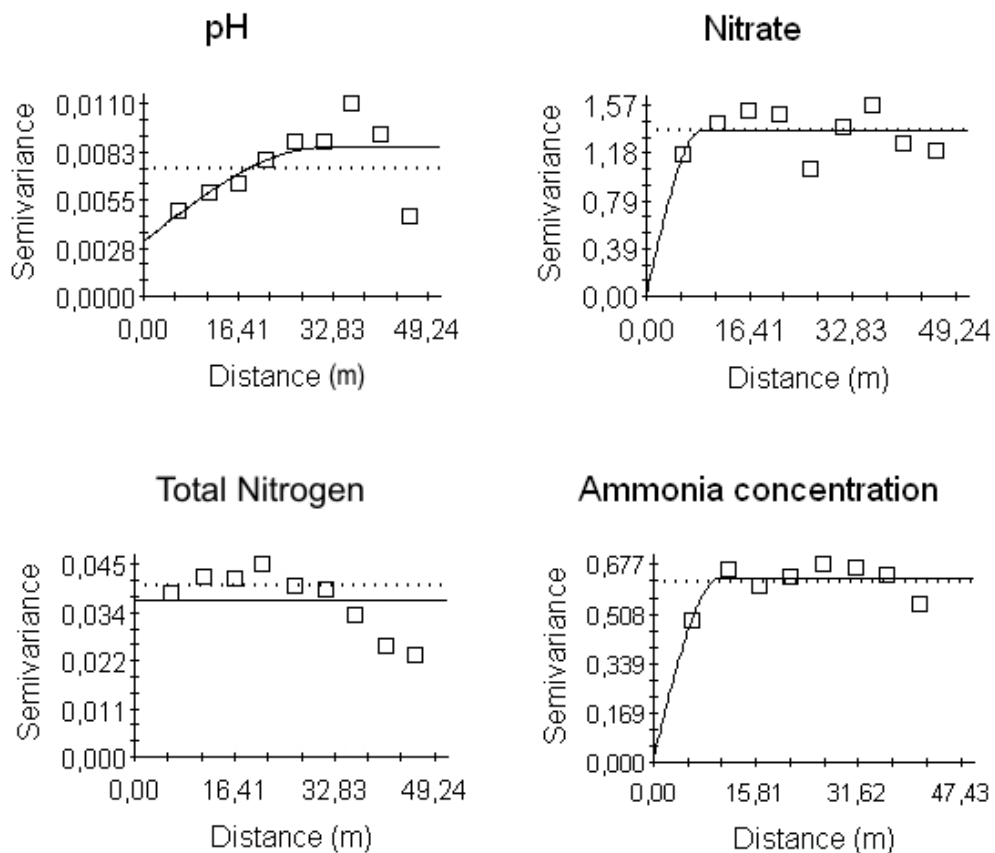 pH
Semivariance
0,0110
0,0083
0,0055
0,0028
0,0000
0,00 16,41 32,83 49,24
Distance (m)
Nitrate
Semivariance
1,57
1,18
0,79
0,39
0,00
0,00 16,41 32,83 49,24
Distance (m)
Total Nitrogen
Semivariance
0,045
0,034
0,022
0,011
0,000
0,00 16,41 32,83 49,24
Distance (m)
Ammonia concentration
Semivariance
0,677
0,508
0,339
0,169
0,000
0,00 15,81 31,62 47,43
Distance (m)